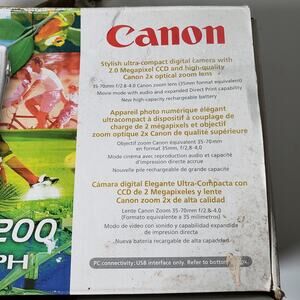 Canon
Stylish ultra-compact digital camera with
2.0 Megapixel CCD and high-quality
Canon 2x optical zoom lens
35-70mm f/2.8-4.0 Canon zoom lens (35mm format equivalent)
Movie mode with audio and expanded Direct Print capability
New high-capacity rechargeable battery
Appareil photo numérique élégant
ultracompact à dispositif à couplage de
charge de 2 mégapixels et objectif
zoom optique 2x Canon de qualité supérieure
Objectif zoom Canon équivalent 35-70mm
en format 35mm, f/2,8-4,0
Mode cinéma avec reproduction audio et capacité
d'impression directe accrue
Nouvelle pile rechargeable de grande capacité
Cámara digital Elegante Ultra-Compacta con
CCD de 2 Megapixeles y lente
Canon zoom 2x de alta calidad
Lente Canon Zoom 35-70mm f/2.8-4.0
(Formato equivalente a 35 milímetros)
Modo de video con sonido y capacidad expandida
de impresión directa
Nueva batería recargable de alta capacidad
PC connectivity: USB interface only. Refer to bottom
200
PH